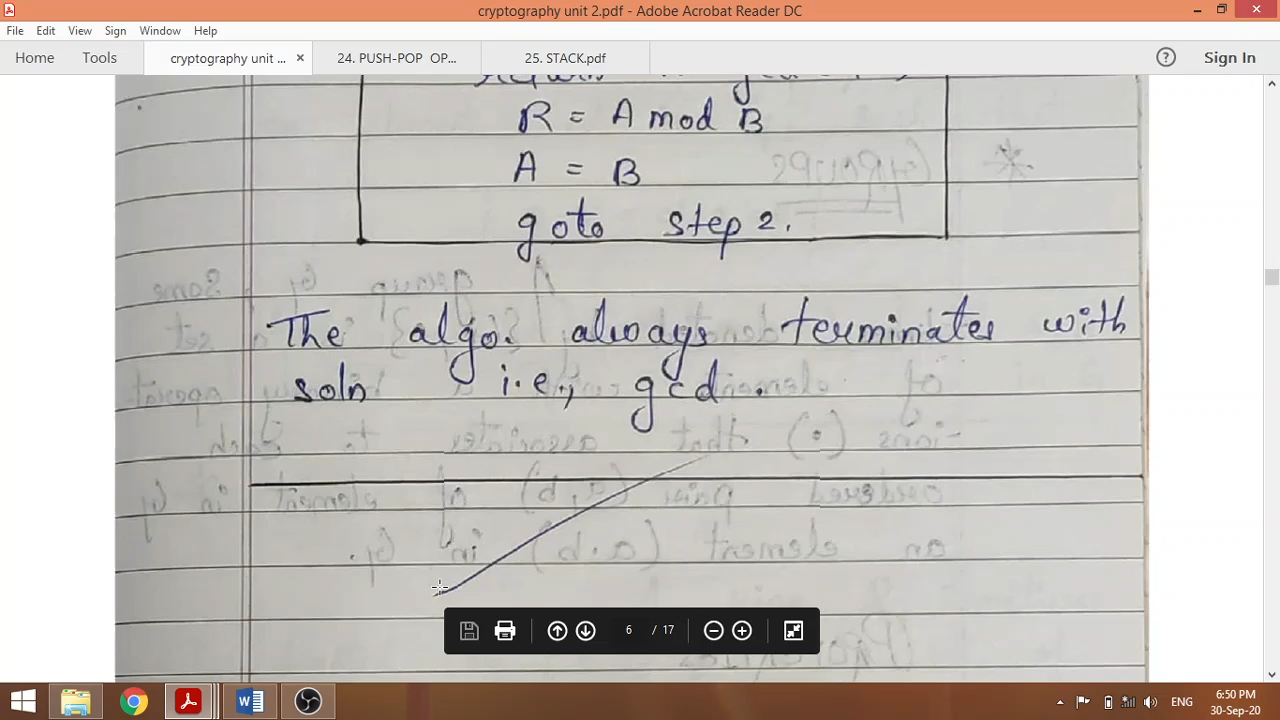 cryptography unit 2.pdf - Adobe Acrobat Reader DC
File Edit View Sign Window Help
Home Tools cryptography unit ... × 24. PUSH-POP OP... 25. STACK.pdf ? Sign In
R = A mod B
A = B
goto step 2.
The algo. always terminates with
soln i.e., gcd.
6 / 17
ENG
6:50 PM
30-Sep-20